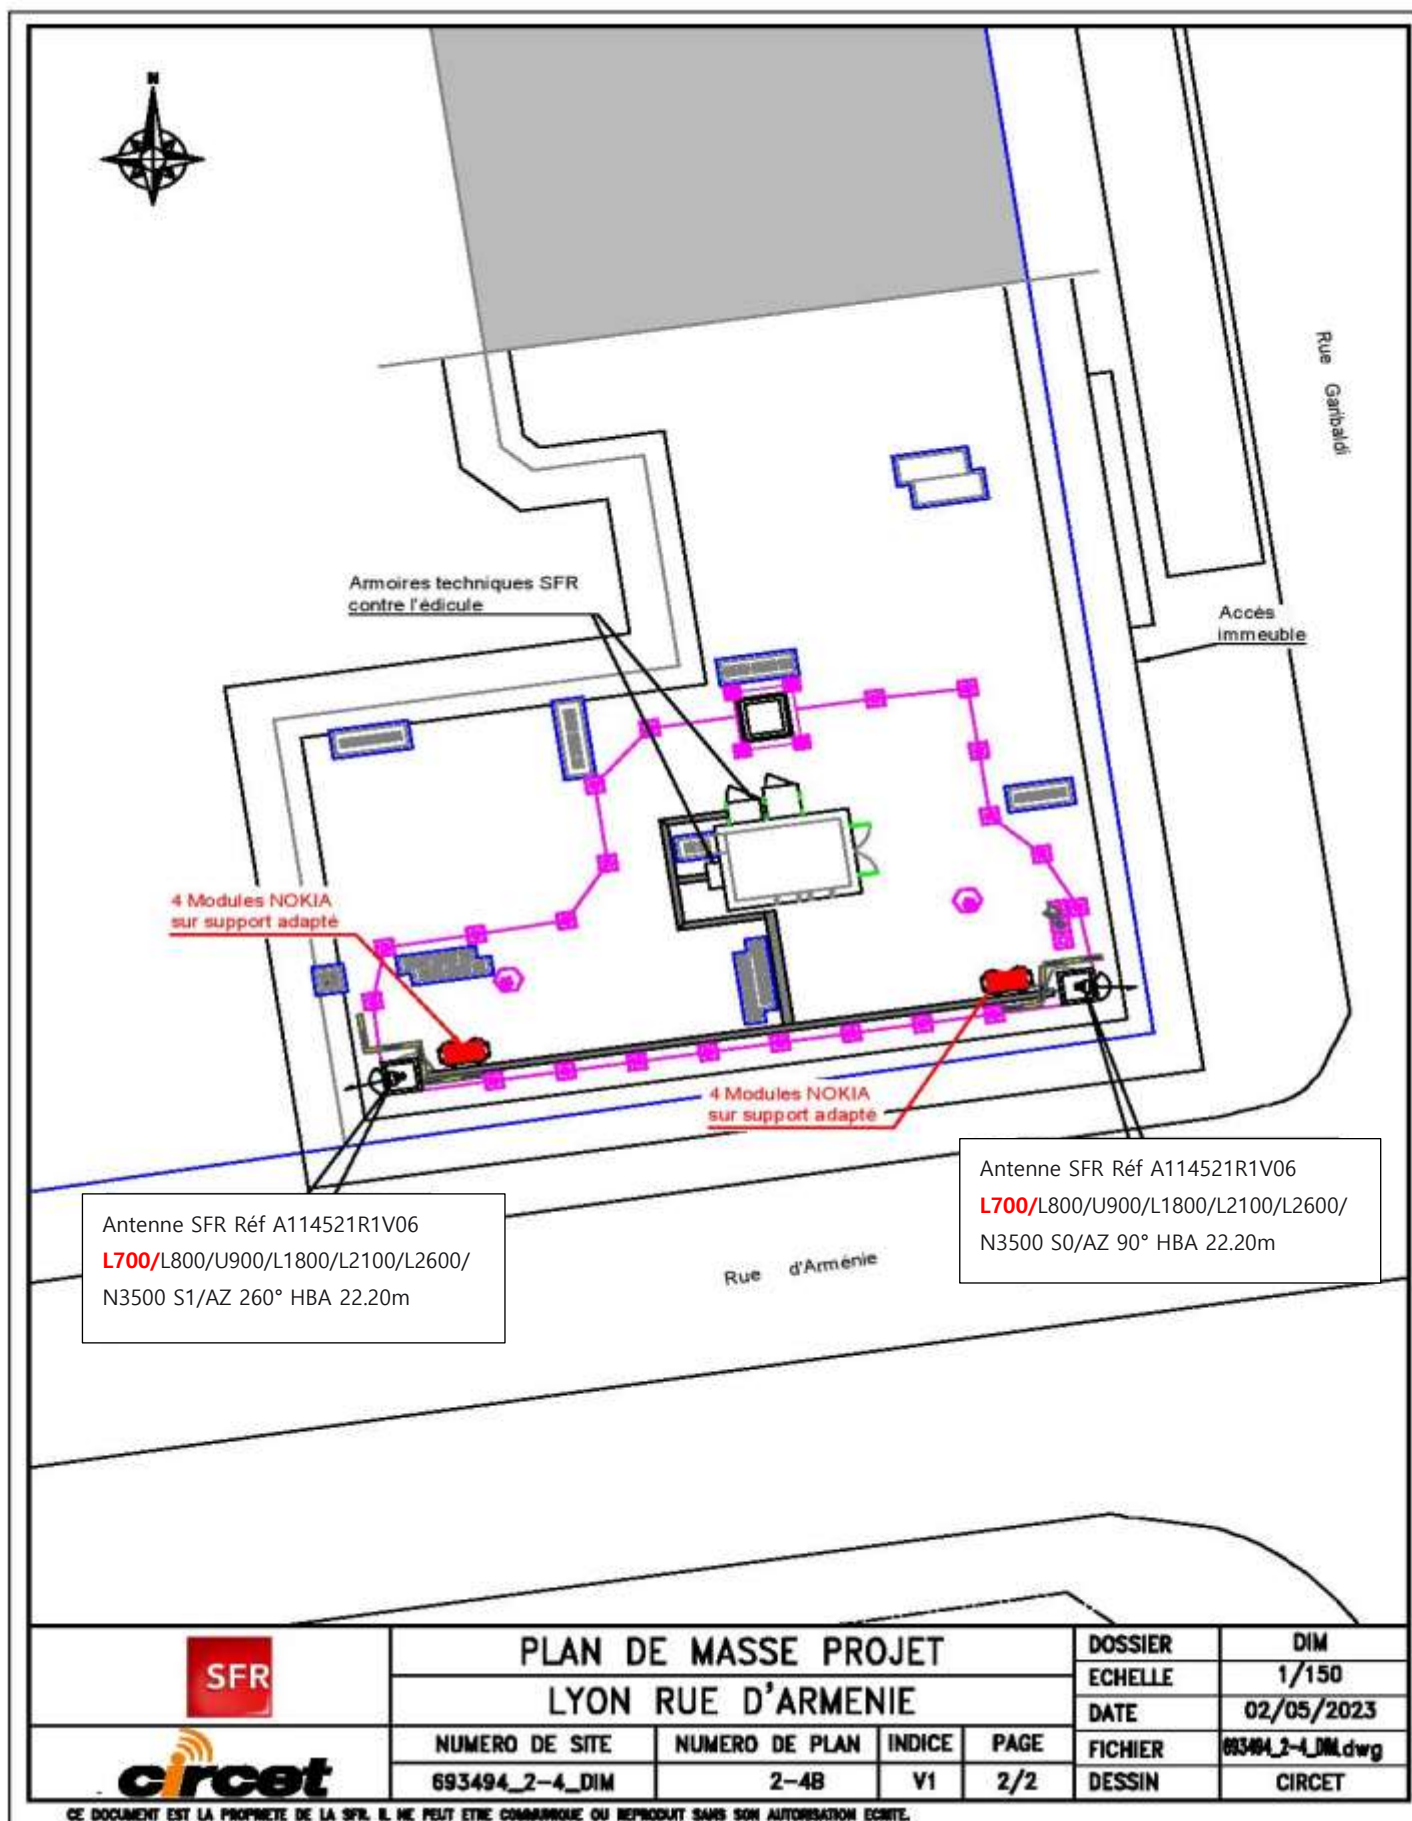 N
Rue Garibaldi
Armoires techniques SFR
contre l'édicule
Accès
immeuble
4 Modules NOKIA
sur support adapté
4 Modules NOKIA
sur support adapté
Antenne SFR Réf A114521R1V06
L700/L800/U900/L1800/L2100/L2600/
N3500 S0/AZ 90° HBA 22.20m
Antenne SFR Réf A114521R1V06
L700/L800/U900/L1800/L2100/L2600/
N3500 S1/AZ 260° HBA 22.20m
Rue d'Arménie
SFR
circet
PLAN DE MASSE PROJET
LYON RUE D'ARMENIE
NUMERO DE SITE
NUMERO DE PLAN
INDICE
PAGE
693494_2-4_DIM
2-4B
V1
2/2
DOSSIER
DIM
ECHELLE
1/150
DATE
02/05/2023
FICHIER
693494_2-4_DIM.dwg
DESSIN
CIRCET
CE DOCUMENT EST LA PROPRIETE DE LA SFR. IL NE PEUT ETRE COMMUNIQUE OU REPRODUIT SANS SON AUTORISATION ECRITE.